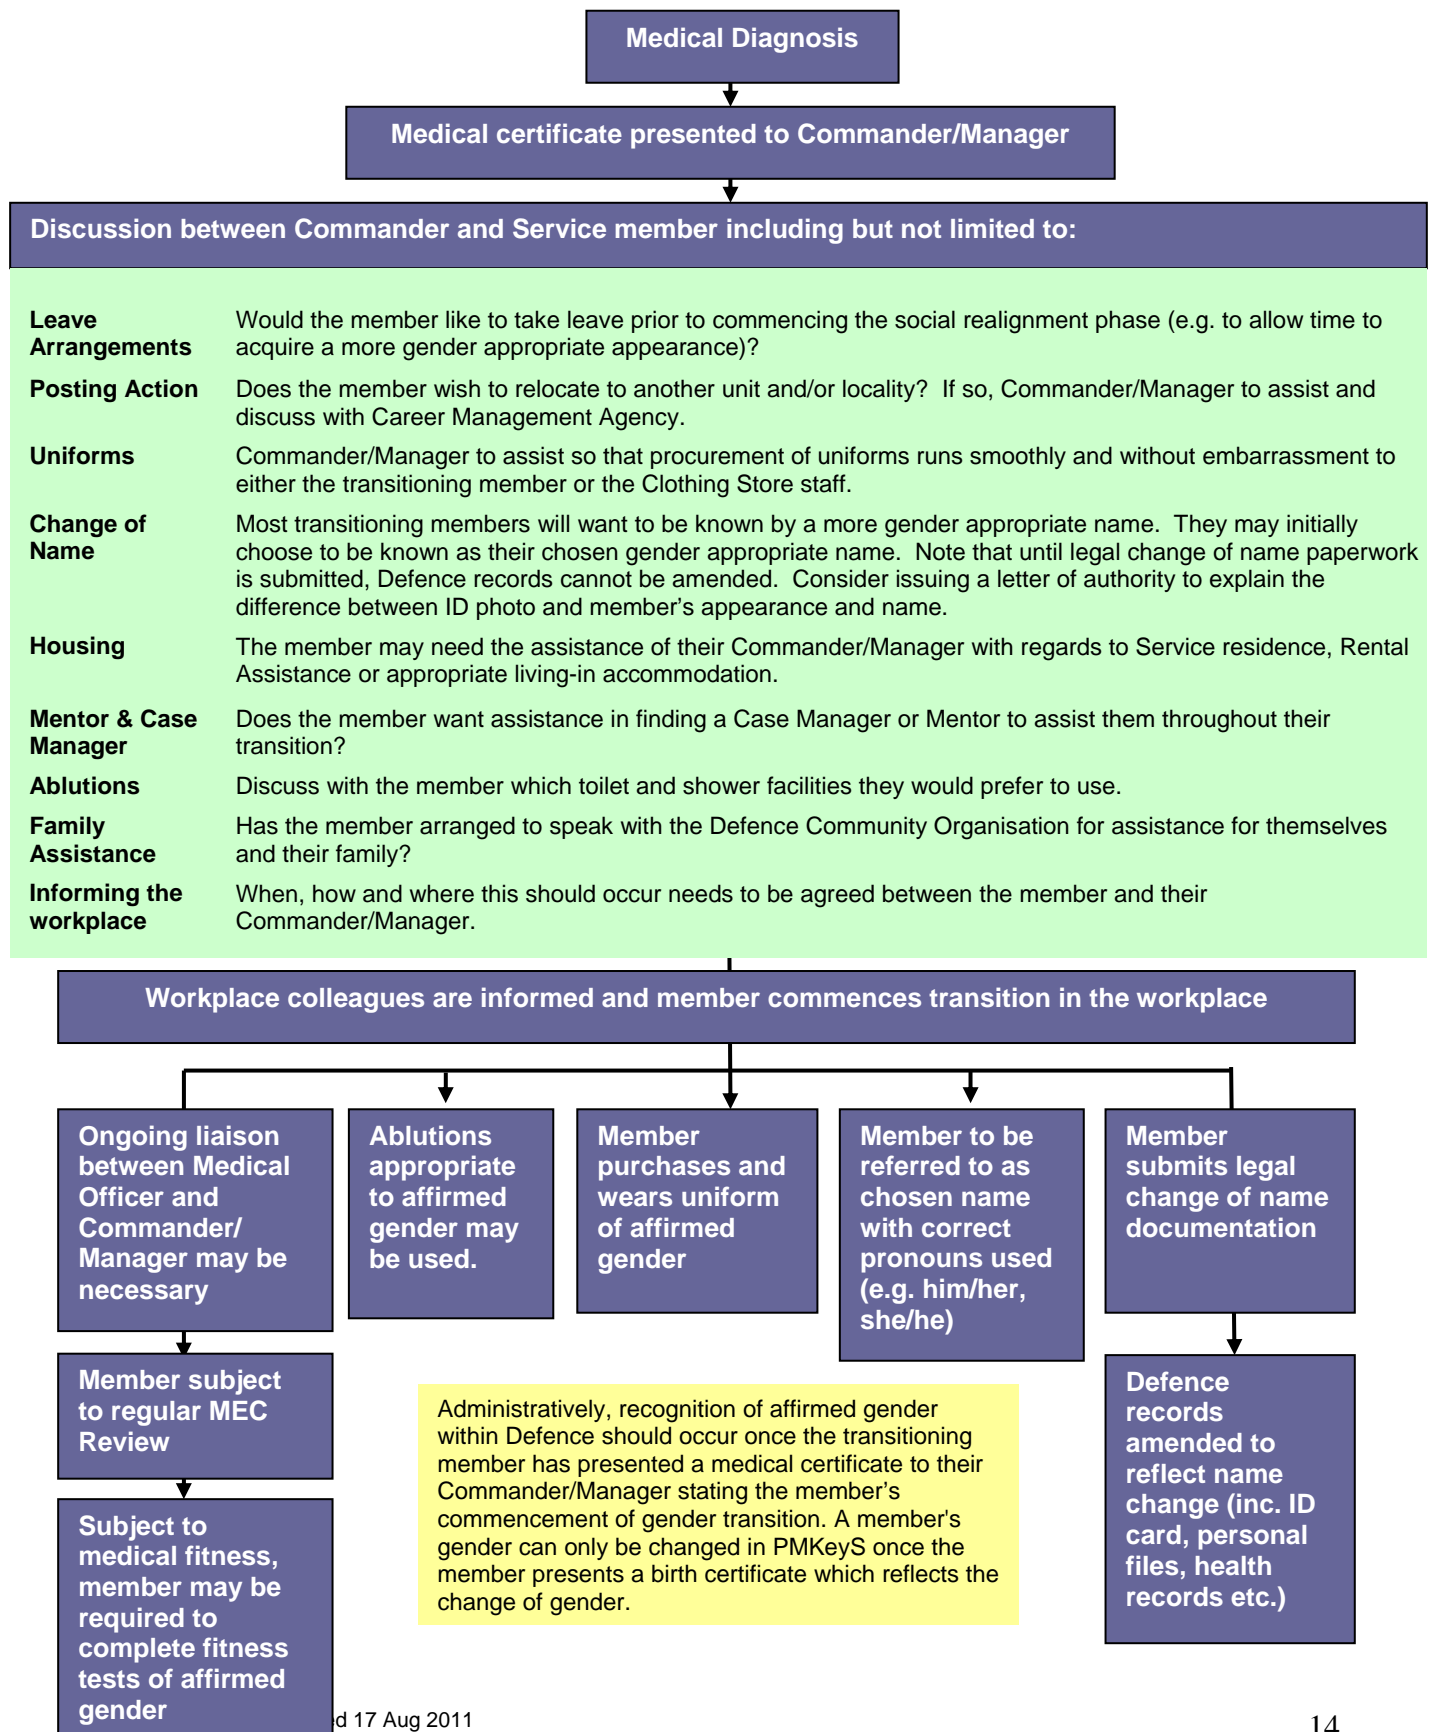 Medical Diagnosis
Medical certificate presented to Commander/Manager
Discussion between Commander and Service member including but not limited to:
Leave Arrangements
Would the member like to take leave prior to commencing the social realignment phase (e.g. to allow time to
acquire a more gender appropriate appearance)?
Posting Action
Does the member wish to relocate to another unit and/or locality?  If so, Commander/Manager to assist and
discuss with Career Management Agency.
Uniforms
Commander/Manager to assist so that procurement of uniforms runs smoothly and without embarrassment to
either the transitioning member or the Clothing Store staff.
Change of
Name
Most transitioning members will want to be known by a more gender appropriate name.  They may initially
choose to be known as their chosen gender appropriate name.  Note that until legal change of name paperwork
is submitted, Defence records cannot be amended.  Consider issuing a letter of authority to explain the
difference between ID photo and member’s appearance and name.
Housing
The member may need the assistance of their Commander/Manager with regards to Service residence, Rental
Assistance or appropriate living-in accommodation.
Mentor & Case
Manager
Does the member want assistance in finding a Case Manager or Mentor to assist them throughout their
transition?
Ablutions
Discuss with the member which toilet and shower facilities they would prefer to use.
Family
Assistance
Has the member arranged to speak with the Defence Community Organisation for assistance for themselves
and their family?
Informing the
workplace
When, how and where this should occur needs to be agreed between the member and their
Commander/Manager.
Workplace colleagues are informed and member commences transition in the workplace
Ongoing liaison
between Medical
Officer and
Commander/
Manager may be
necessary
Ablutions
appropriate
to affirmed
gender may
be used.
Member
purchases and
wears uniform
of affirmed
gender
Member to be
referred to as
chosen name
with correct
pronouns used
(e.g. him/her,
she/he)
Member
submits legal
change of name
documentation
Member subject
to regular MEC
Review
Subject to
medical fitness,
member may be
required to
complete fitness
tests of affirmed
gender
Administratively, recognition of affirmed gender
within Defence should occur once the transitioning
member has presented a medical certificate to their
Commander/Manager stating the member’s
commencement of gender transition. A member's
gender can only be changed in PMKeyS once the
member presents a birth certificate which reflects the
change of gender.
Defence
records
amended to
reflect name
change (inc. ID
card, personal
files, health
records etc.)
17 Aug 2011
14